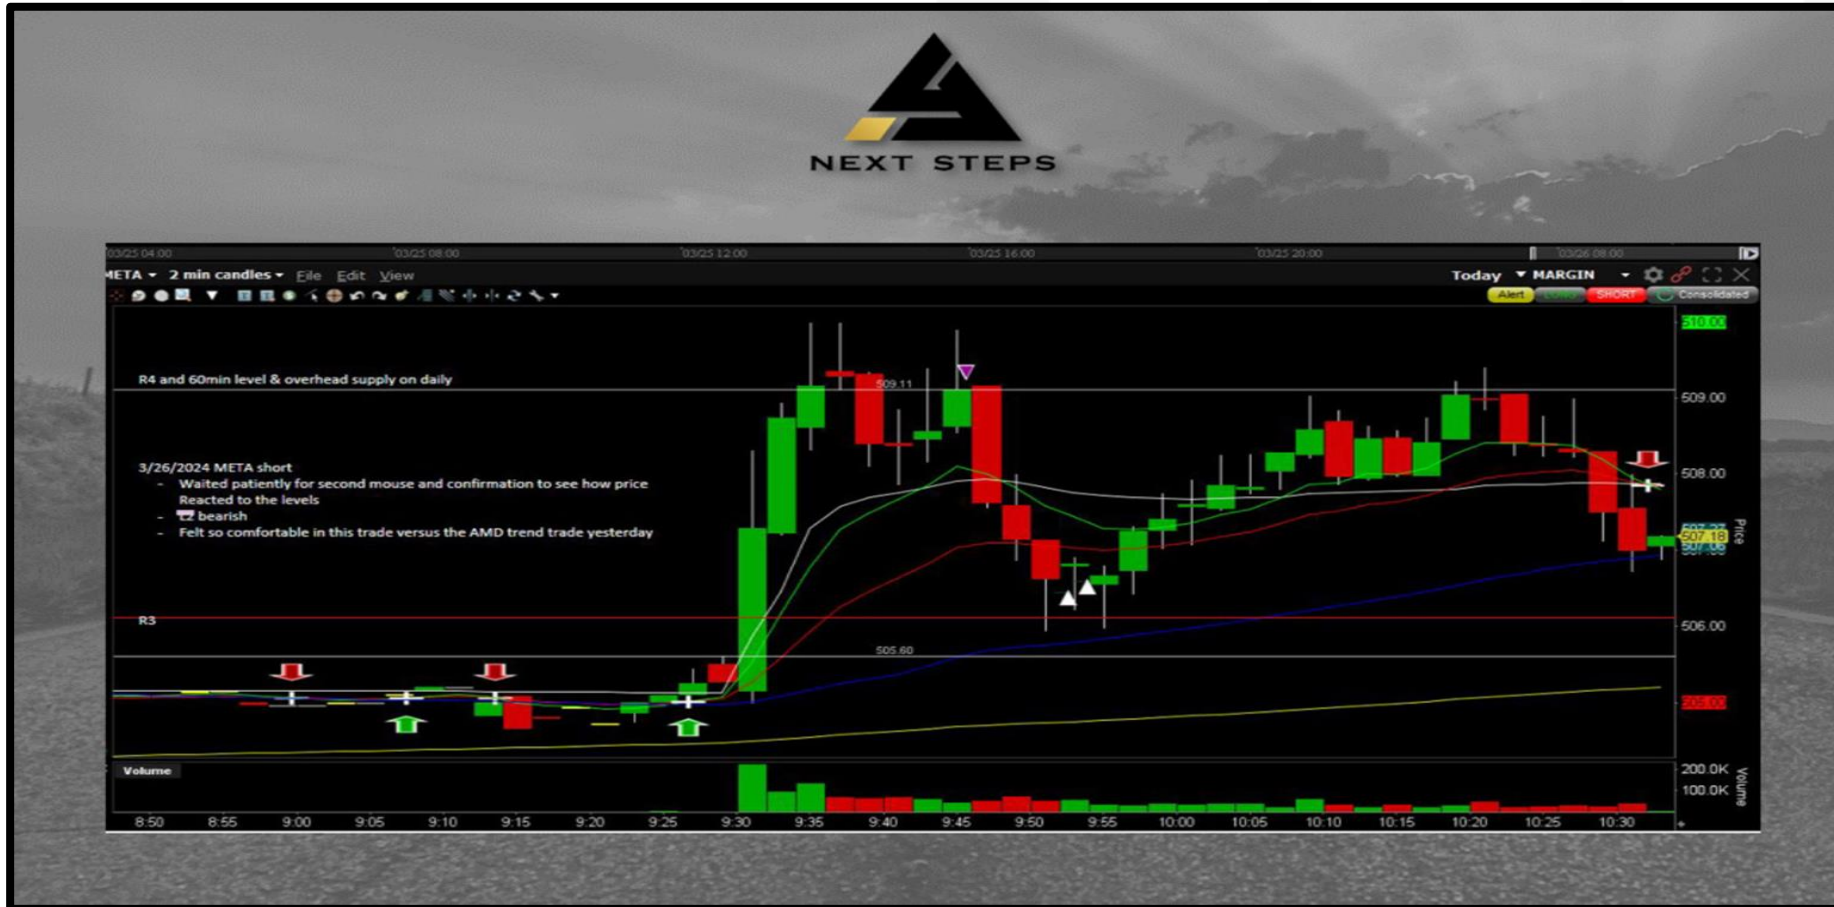 NEXT STEPS
03/25 04:00 03/25 08:00 03/25 12:00 03/25 16:00 03/25 20:00 03/26 08:00
META 2 min candles File Edit View Today MARGIN
Alert LONG SHORT Consolidated
510.00
R4 and 60min level & overhead supply on daily
509.11
509.00
3/26/2024 META short
- Waited patiently for second mouse and confirmation to see how price
Reacted to the levels
- L2 bearish
- Felt so comfortable in this trade versus the AMD trend trade yesterday
508.00
507.27
507.18
507.06
Price
R3
506.00
505.60
505.00
Volume
200.0K
100.0K
Volume
8:50 8:55 9:00 9:05 9:10 9:15 9:20 9:25 9:30 9:35 9:40 9:45 9:50 9:55 10:00 10:05 10:10 10:15 10:20 10:25 10:30